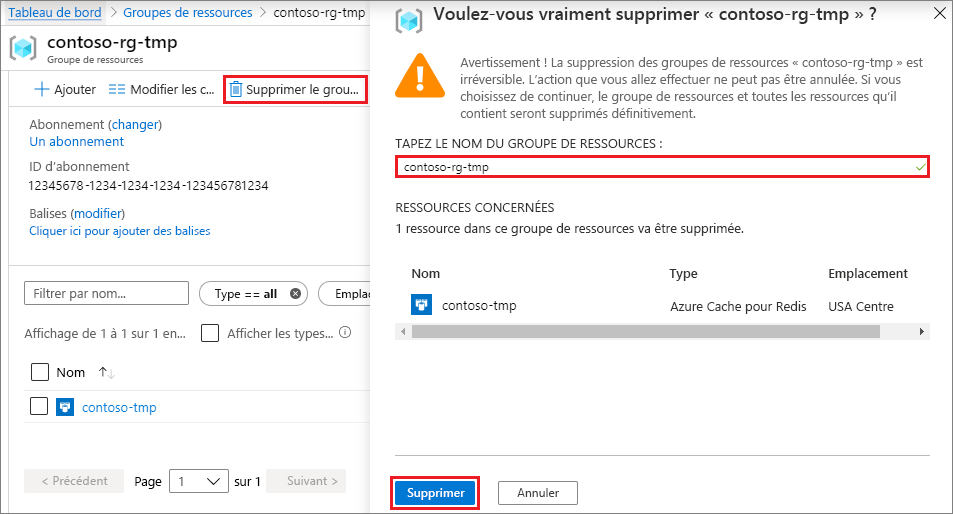 Tableau de bord > Groupes de ressources > contoso-rg-tmp
contoso-rg-tmp
Groupe de ressources
Ajouter Modifier les c... Supprimer le grou...
Abonnement (changer)
Un abonnement
ID d’abonnement
12345678-1234-1234-1234-123456781234
Balises (modifier)
Cliquer ici pour ajouter des balises
Filtrer par nom... Type == all Emplac
Affichage de 1 à 1 sur 1 en... Afficher les types...
Nom
contoso-tmp
< Précédent Page 1 sur 1 Suivant >
Voulez-vous vraiment supprimer « contoso-rg-tmp » ?
Avertissement ! La suppression des groupes de ressources « contoso-rg-tmp » est
irréversible. L’action que vous allez effectuer ne peut pas être annulée. Si vous
choisissez de continuer, le groupe de ressources et toutes les ressources qu’il
contient seront supprimés définitivement.
TAPEZ LE NOM DU GROUPE DE RESSOURCES :
contoso-rg-tmp
RESSOURCES CONCERNÉES
1 ressource dans ce groupe de ressources va être supprimée.
Nom Type Emplacement
contoso-tmp Azure Cache pour Redis USA Centre
Supprimer Annuler